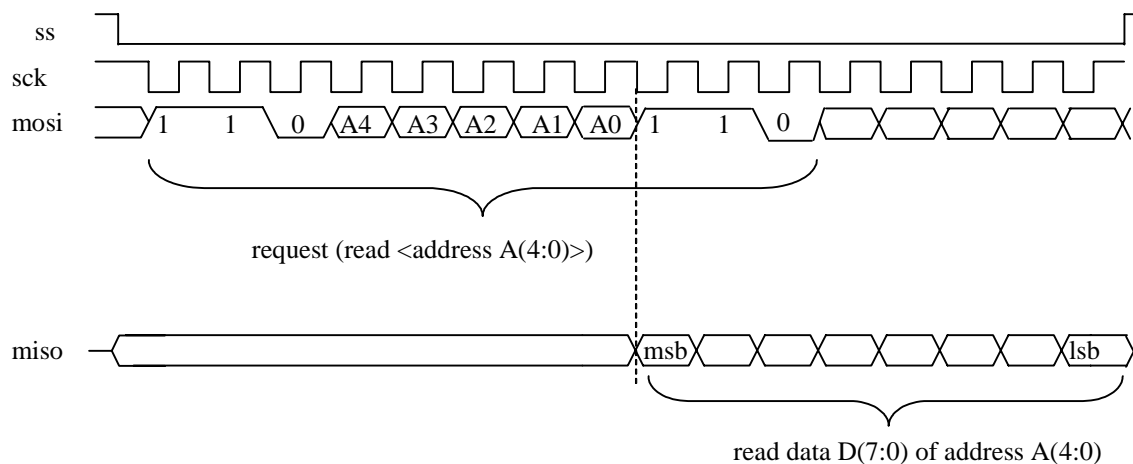 ss
sck
mosi 1 1 0 A4 A3 A2 A1 A0 1 1 0
request (read <address A(4:0)>)
miso msb lsb
read data D(7:0) of address A(4:0)